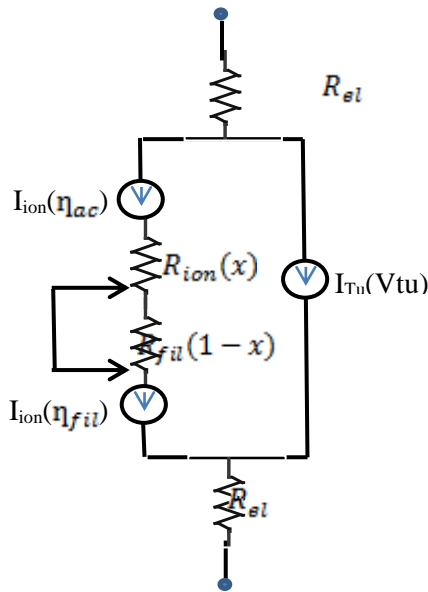 R_el
I_ion(η_ac)
R_ion(x)
I_Tu(Vtu)
R_fil(1 − x)
I_ion(η_fil)
R_el